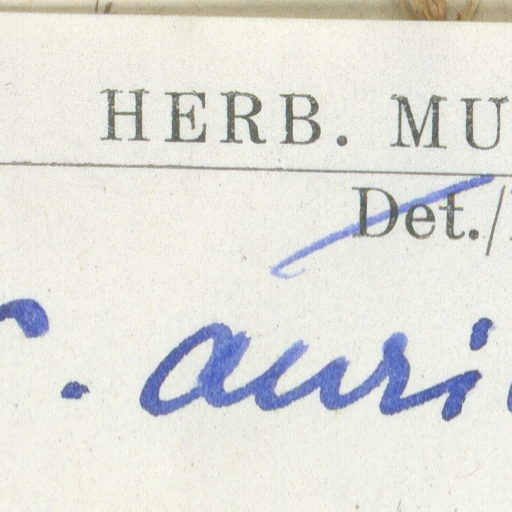 HERB. MU
Det./
. auri